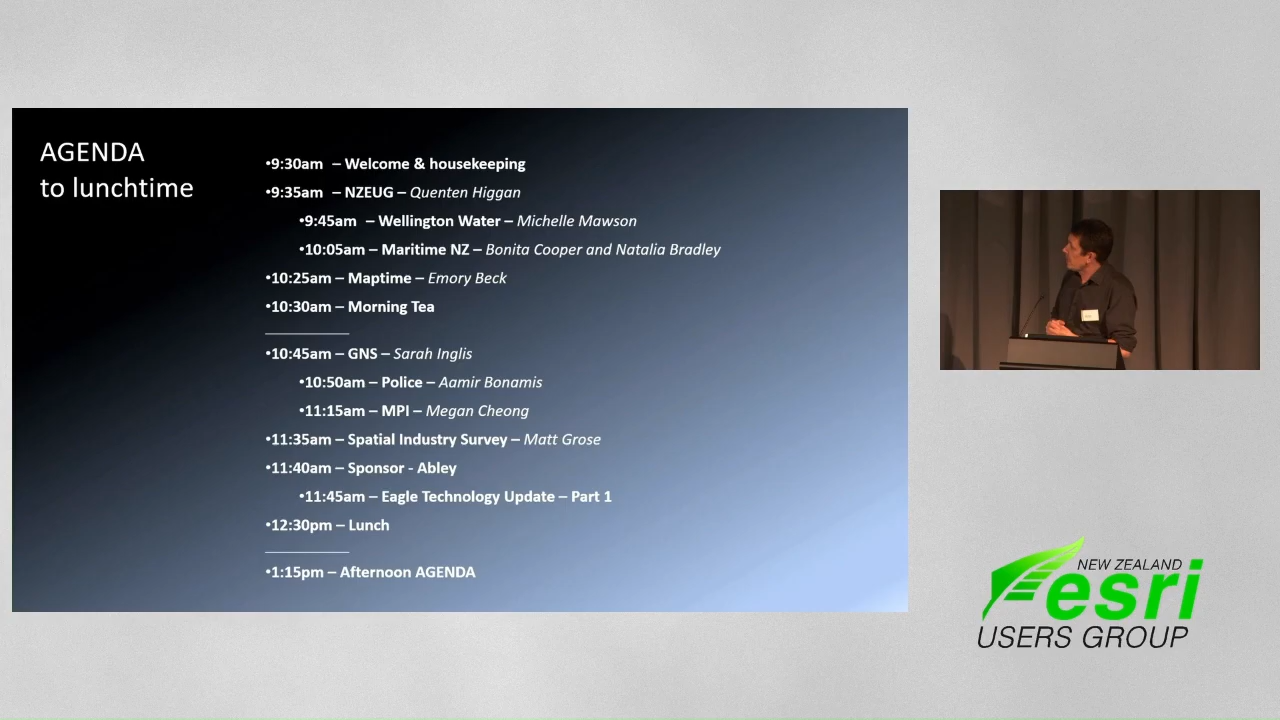 AGENDA
to lunchtime
•9:30am – Welcome & housekeeping
•9:35am – NZEUG – Quenten Higgan
•9:45am – Wellington Water – Michelle Mawson
•10:05am – Maritime NZ – Bonita Cooper and Natalia Bradley
•10:25am – Maptime – Emory Beck
•10:30am – Morning Tea
•10:45am – GNS – Sarah Inglis
•10:50am – Police – Aamir Bonamis
•11:15am – MPI – Megan Cheong
•11:35am – Spatial Industry Survey – Matt Grose
•11:40am – Sponsor - Abley
•11:45am – Eagle Technology Update – Part 1
•12:30pm – Lunch
•1:15pm – Afternoon AGENDA
NEW ZEALAND
esri
USERS GROUP